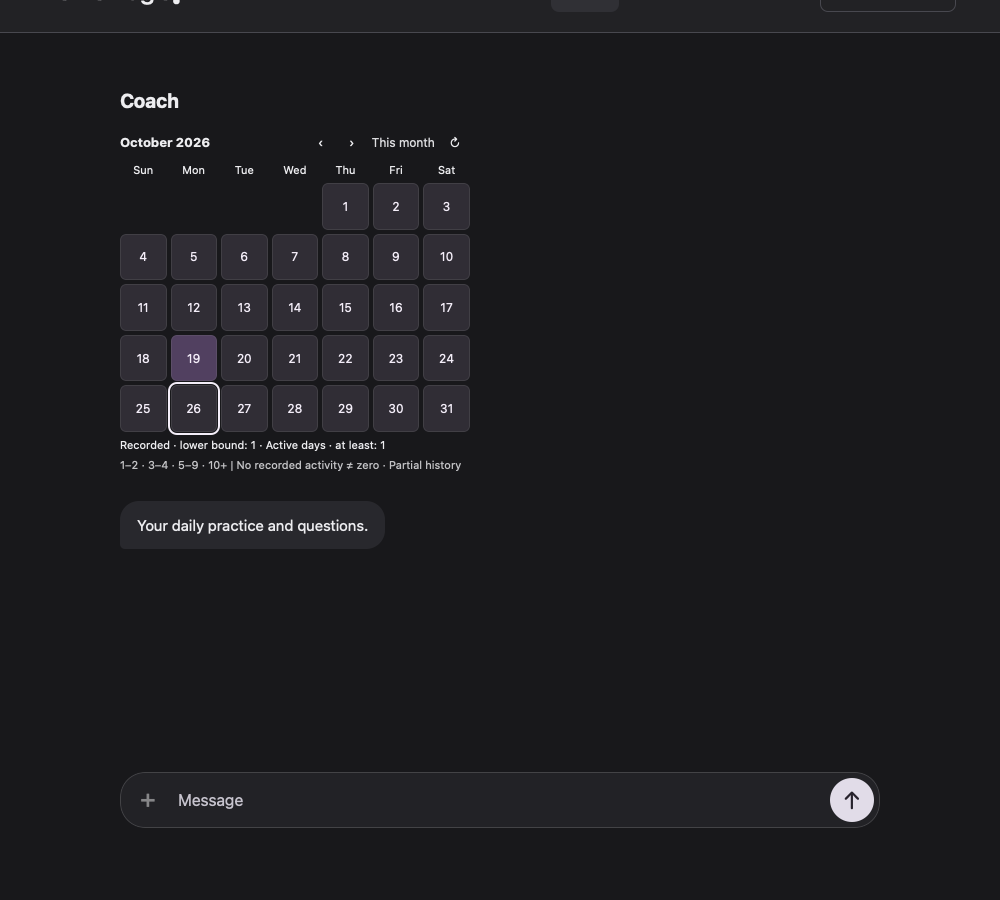 Coach
October 2026 ‹ › This month ↻
Sun Mon Tue Wed Thu Fri Sat
1 2 3
4 5 6 7 8 9 10
11 12 13 14 15 16 17
18 19 20 21 22 23 24
25 26 27 28 29 30 31
Recorded · lower bound: 1 · Active days · at least: 1
1–2 · 3–4 · 5–9 · 10+ | No recorded activity ≠ zero · Partial history
Your daily practice and questions.
+ Message